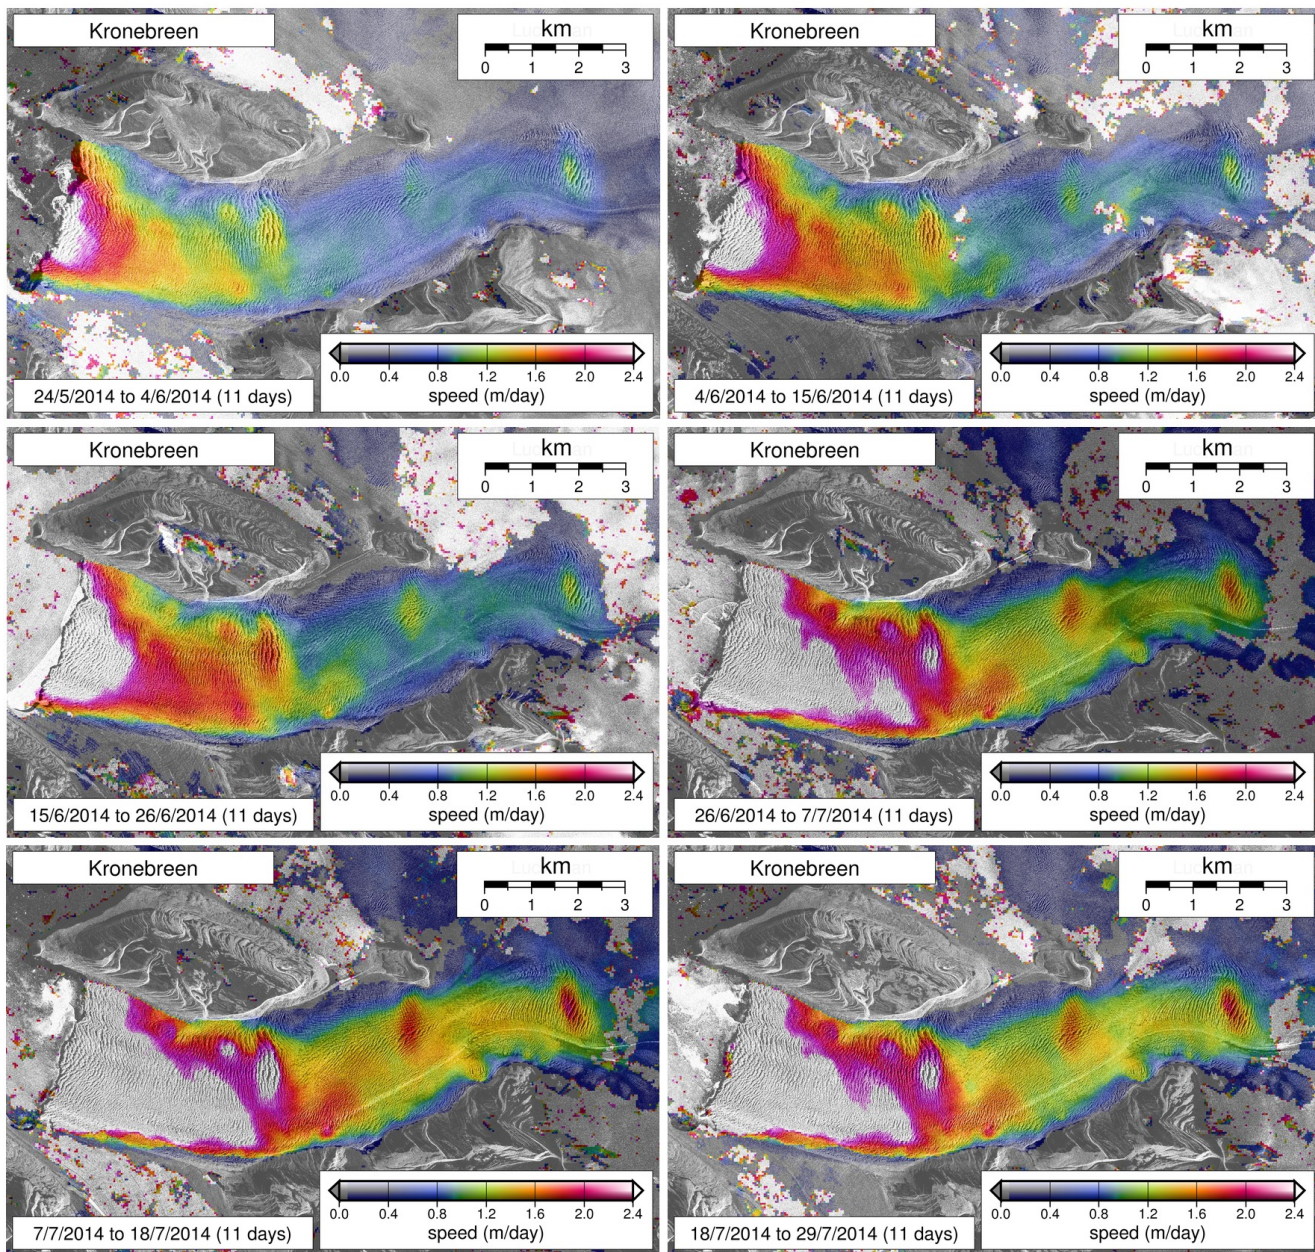 Kronebreen
km
0 1 2 3
0.0 0.4 0.8 1.2 1.6 2.0 2.4
24/5/2014 to 4/6/2014 (11 days)
speed (m/day)
Kronebreen
km
0 1 2 3
0.0 0.4 0.8 1.2 1.6 2.0 2.4
4/6/2014 to 15/6/2014 (11 days)
speed (m/day)
Kronebreen
km
0 1 2 3
0.0 0.4 0.8 1.2 1.6 2.0 2.4
15/6/2014 to 26/6/2014 (11 days)
speed (m/day)
Kronebreen
km
0 1 2 3
0.0 0.4 0.8 1.2 1.6 2.0 2.4
26/6/2014 to 7/7/2014 (11 days)
speed (m/day)
Kronebreen
km
0 1 2 3
0.0 0.4 0.8 1.2 1.6 2.0 2.4
7/7/2014 to 18/7/2014 (11 days)
speed (m/day)
Kronebreen
km
0 1 2 3
0.0 0.4 0.8 1.2 1.6 2.0 2.4
18/7/2014 to 29/7/2014 (11 days)
speed (m/day)